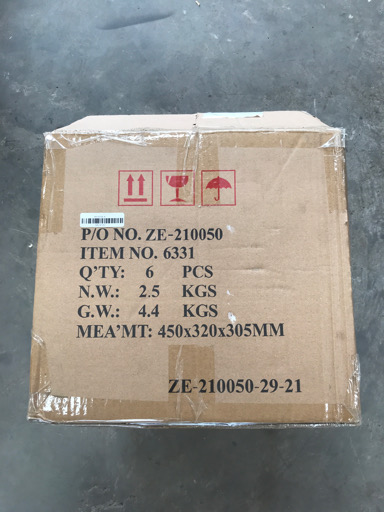 P/O NO. ZE-210050
ITEM NO. 6331
Q'TY: 6 PCS
N.W.: 2.5 KGS
G.W.: 4.4 KGS
MEA'MT: 450x320x305MM
ZE-210050-29-21